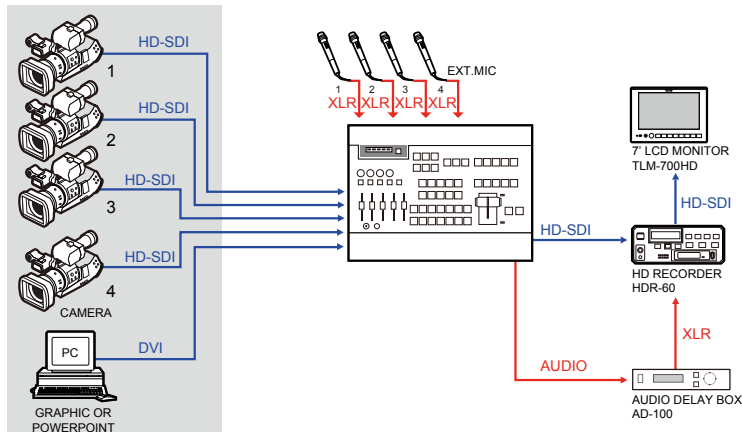 HD-SDI
1
HD-SDI
2
HD-SDI
3
HD-SDI
4
CAMERA
PC
DVI
GRAPHIC OR
POWERPOINT
EXT.MIC
1 2 3 4
XLR XLR XLR XLR
HD-SDI
AUDIO
7' LCD MONITOR
TLM-700HD
HD-SDI
HD RECORDER
HDR-60
XLR
AUDIO DELAY BOX
AD-100